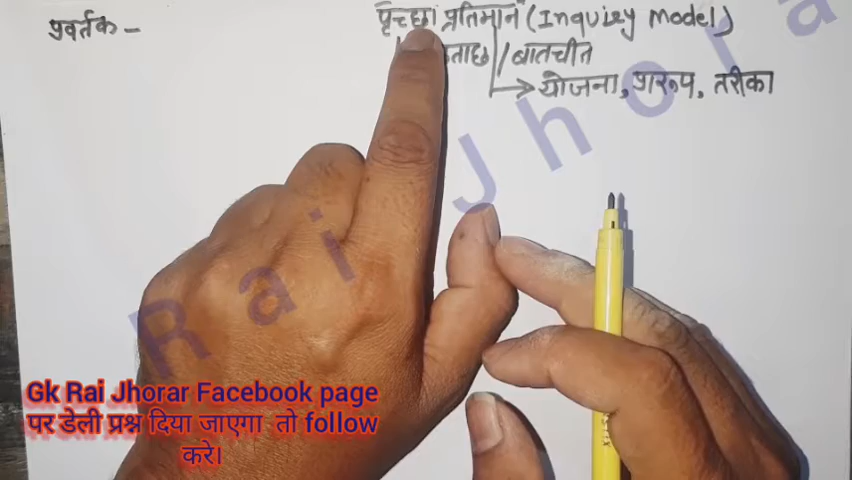 प्रवर्तक – पृच्छा प्रतिमान (Inquiry Model)
/ बातचीत
→ योजना, प्रारूप, तरीका
Rai Jho
Gk Rai Jhorar Facebook page
पर डेली प्रश्न दिया जाएगा तो follow
करे।